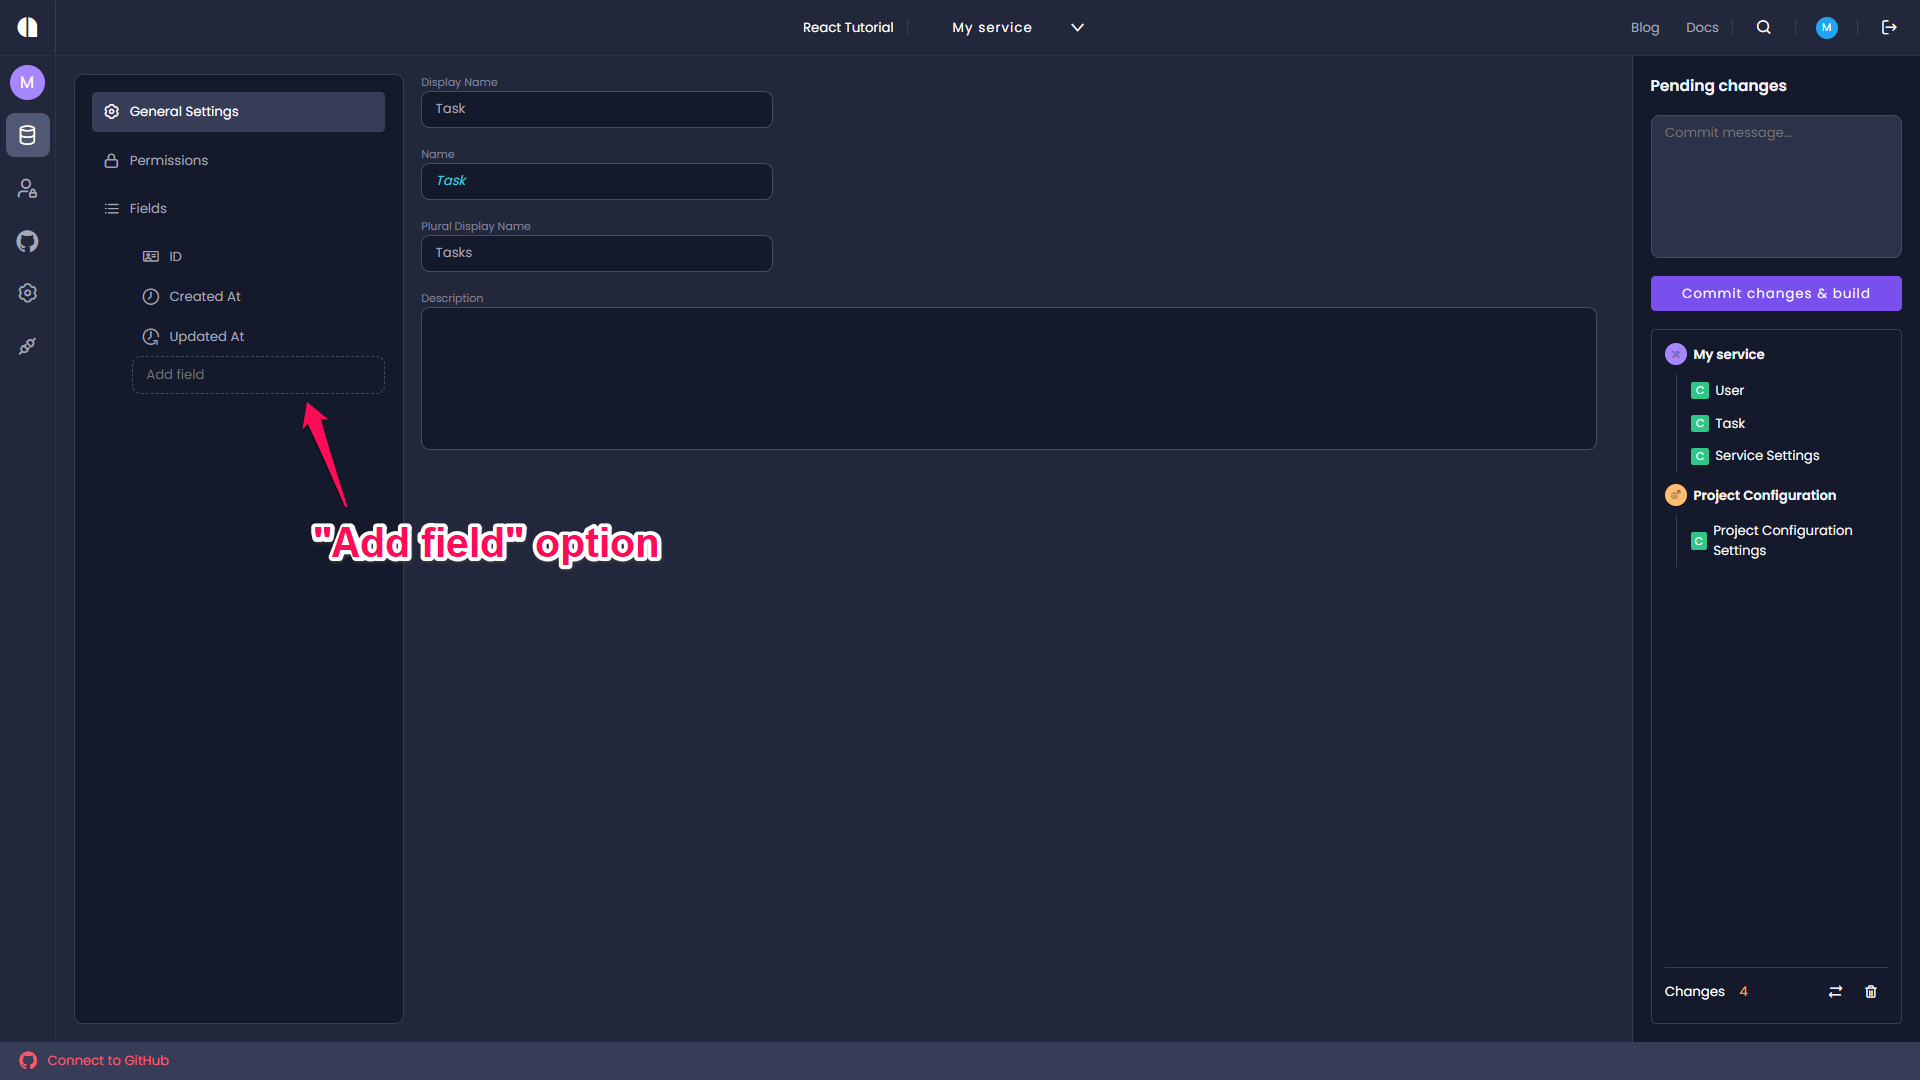 React Tutorial
My service
Blog
Docs
M
M
General Settings
Permissions
Fields
ID
Created At
Updated At
Add field
"Add field" option
Display Name
Task
Name
Task
Plural Display Name
Tasks
Description
Pending changes
Commit message...
Commit changes & build
My service
C User
C Task
C Service Settings
Project Configuration
C Project Configuration
Settings
Changes 4
Connect to GitHub